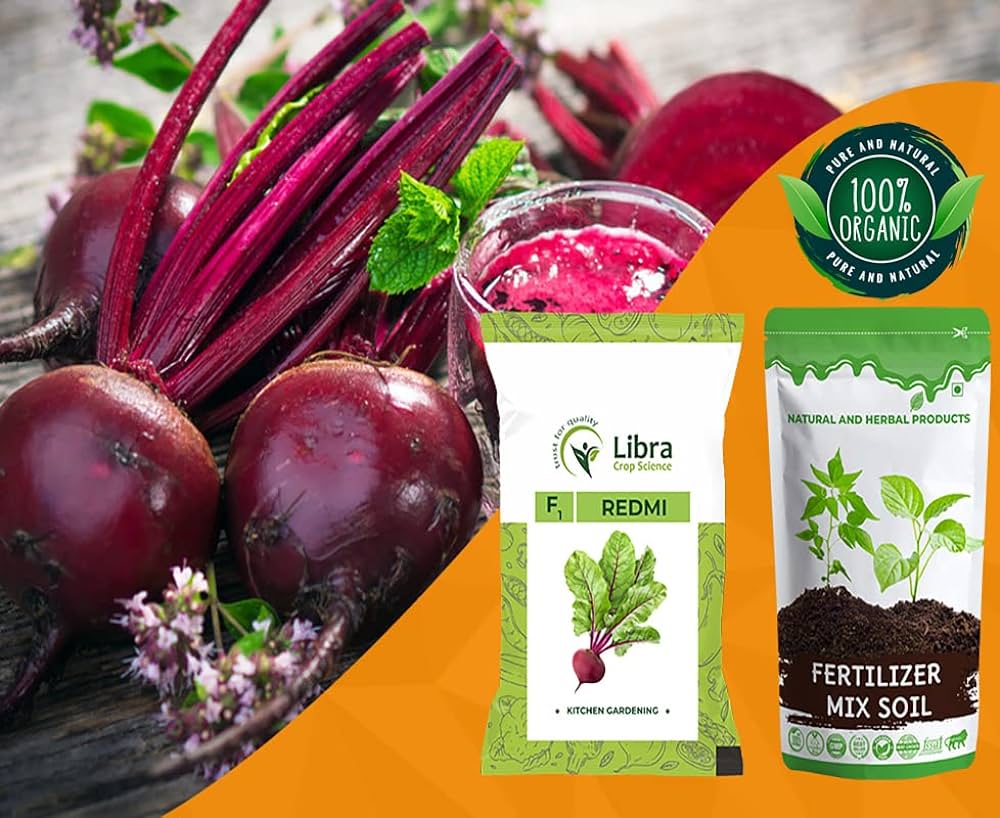 PURE AND NATURAL
100%
ORGANIC
PURE AND NATURAL
trust for quality
Libra
Crop Science
F1 REDMI
KITCHEN GARDENING
NATURAL AND HERBAL PRODUCTS
FERTILIZER
MIX SOIL
fssai